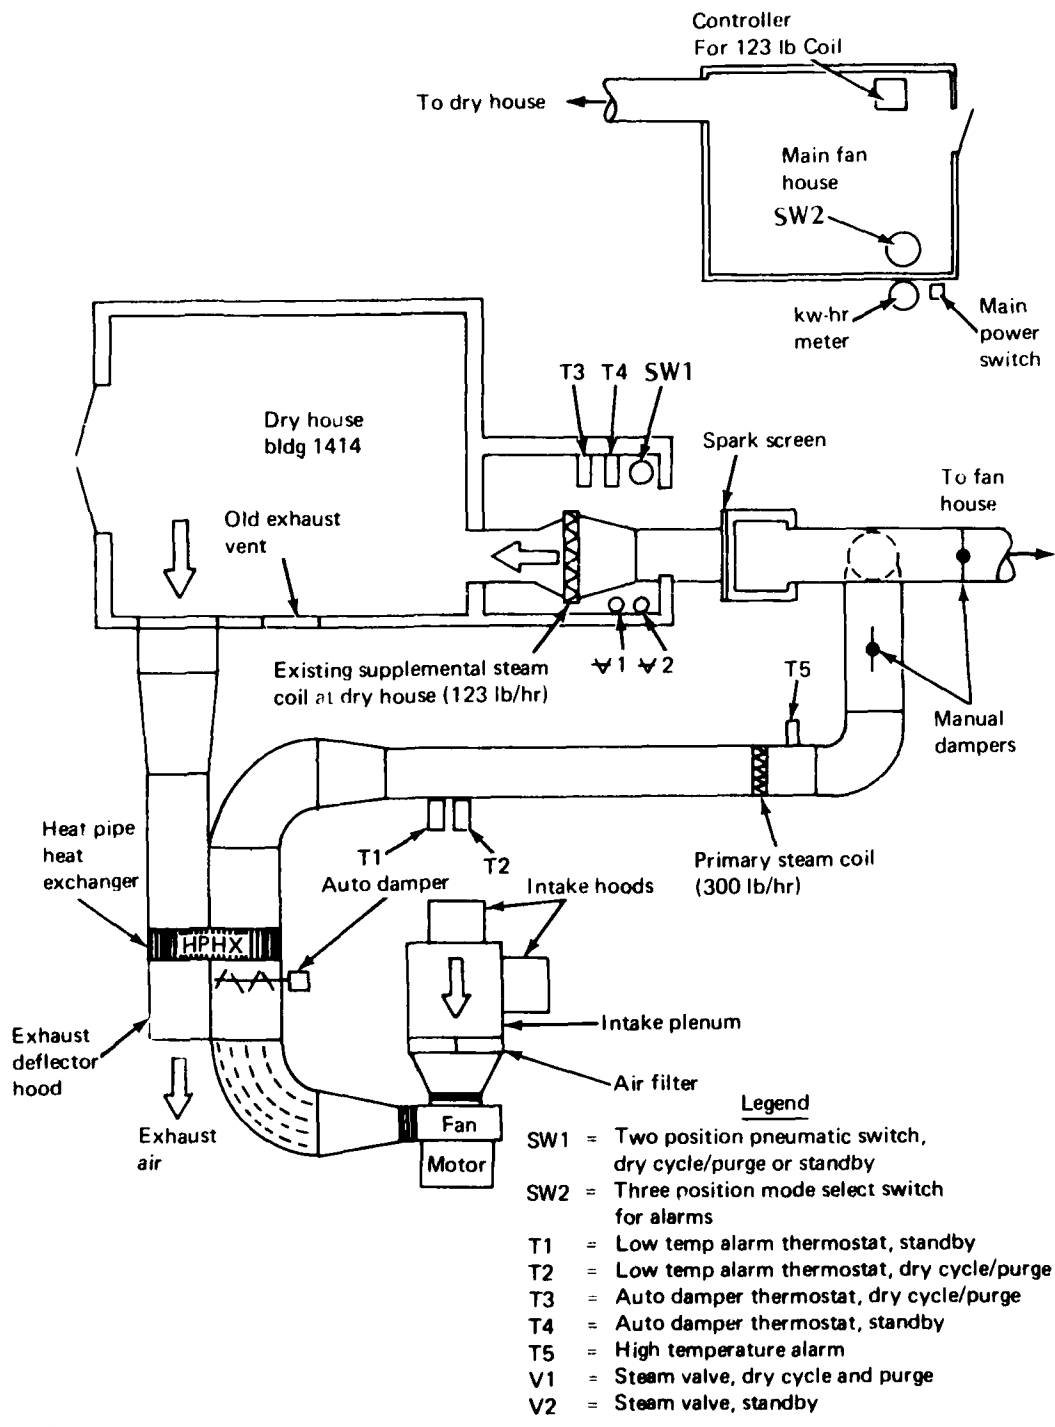 Controller
For 123 lb Coil
To dry house
Main fan
house
SW2
kw-hr
meter
Main
power
switch
T3 T4 SW1
Dry house
bldg 1414
Spark screen
To fan
house
Old exhaust
vent
Existing supplemental steam
coil at dry house (123 lb/hr)
V1 V2
T5
Manual
dampers
Heat pipe
heat
exchanger
T1
T2
Auto damper
Primary steam coil
(300 lb/hr)
Intake hoods
HPHX
Exhaust
deflector
hood
Intake plenum
Air filter
Exhaust
air
Fan
Motor
Legend
SW1 = Two position pneumatic switch,
dry cycle/purge or standby
SW2 = Three position mode select switch
for alarms
T1 = Low temp alarm thermostat, standby
T2 = Low temp alarm thermostat, dry cycle/purge
T3 = Auto damper thermostat, dry cycle/purge
T4 = Auto damper thermostat, standby
T5 = High temperature alarm
V1 = Steam valve, dry cycle and purge
V2 = Steam valve, standby